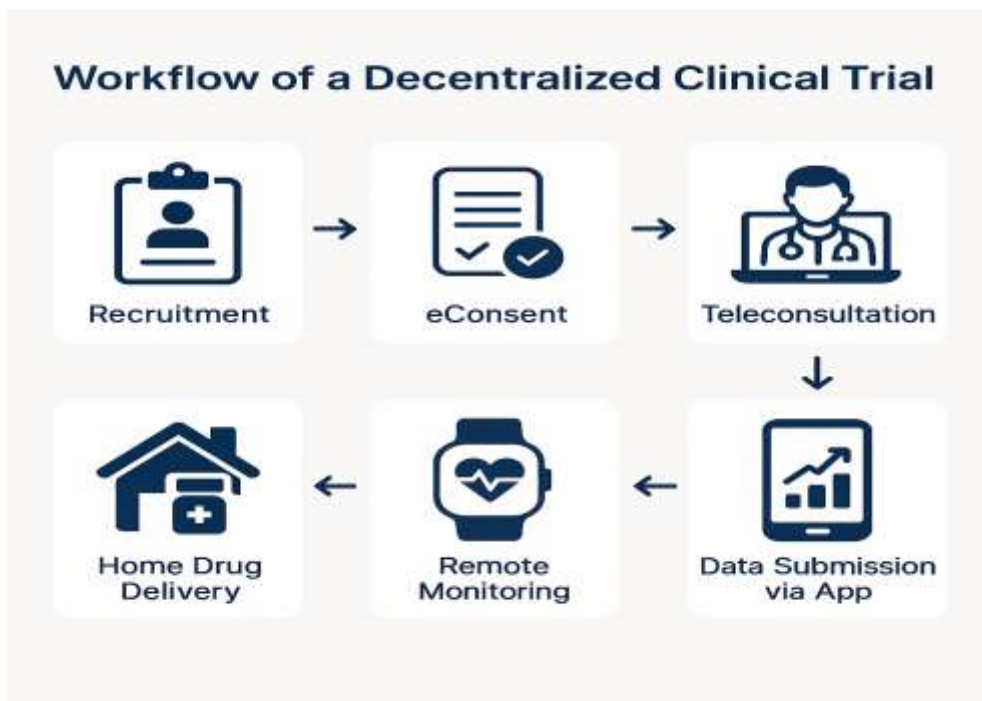 Workflow of a Decentralized Clinical Trial
Recruitment
eConsent
Teleconsultation
Home Drug
Delivery
Remote
Monitoring
Data Submission
via App